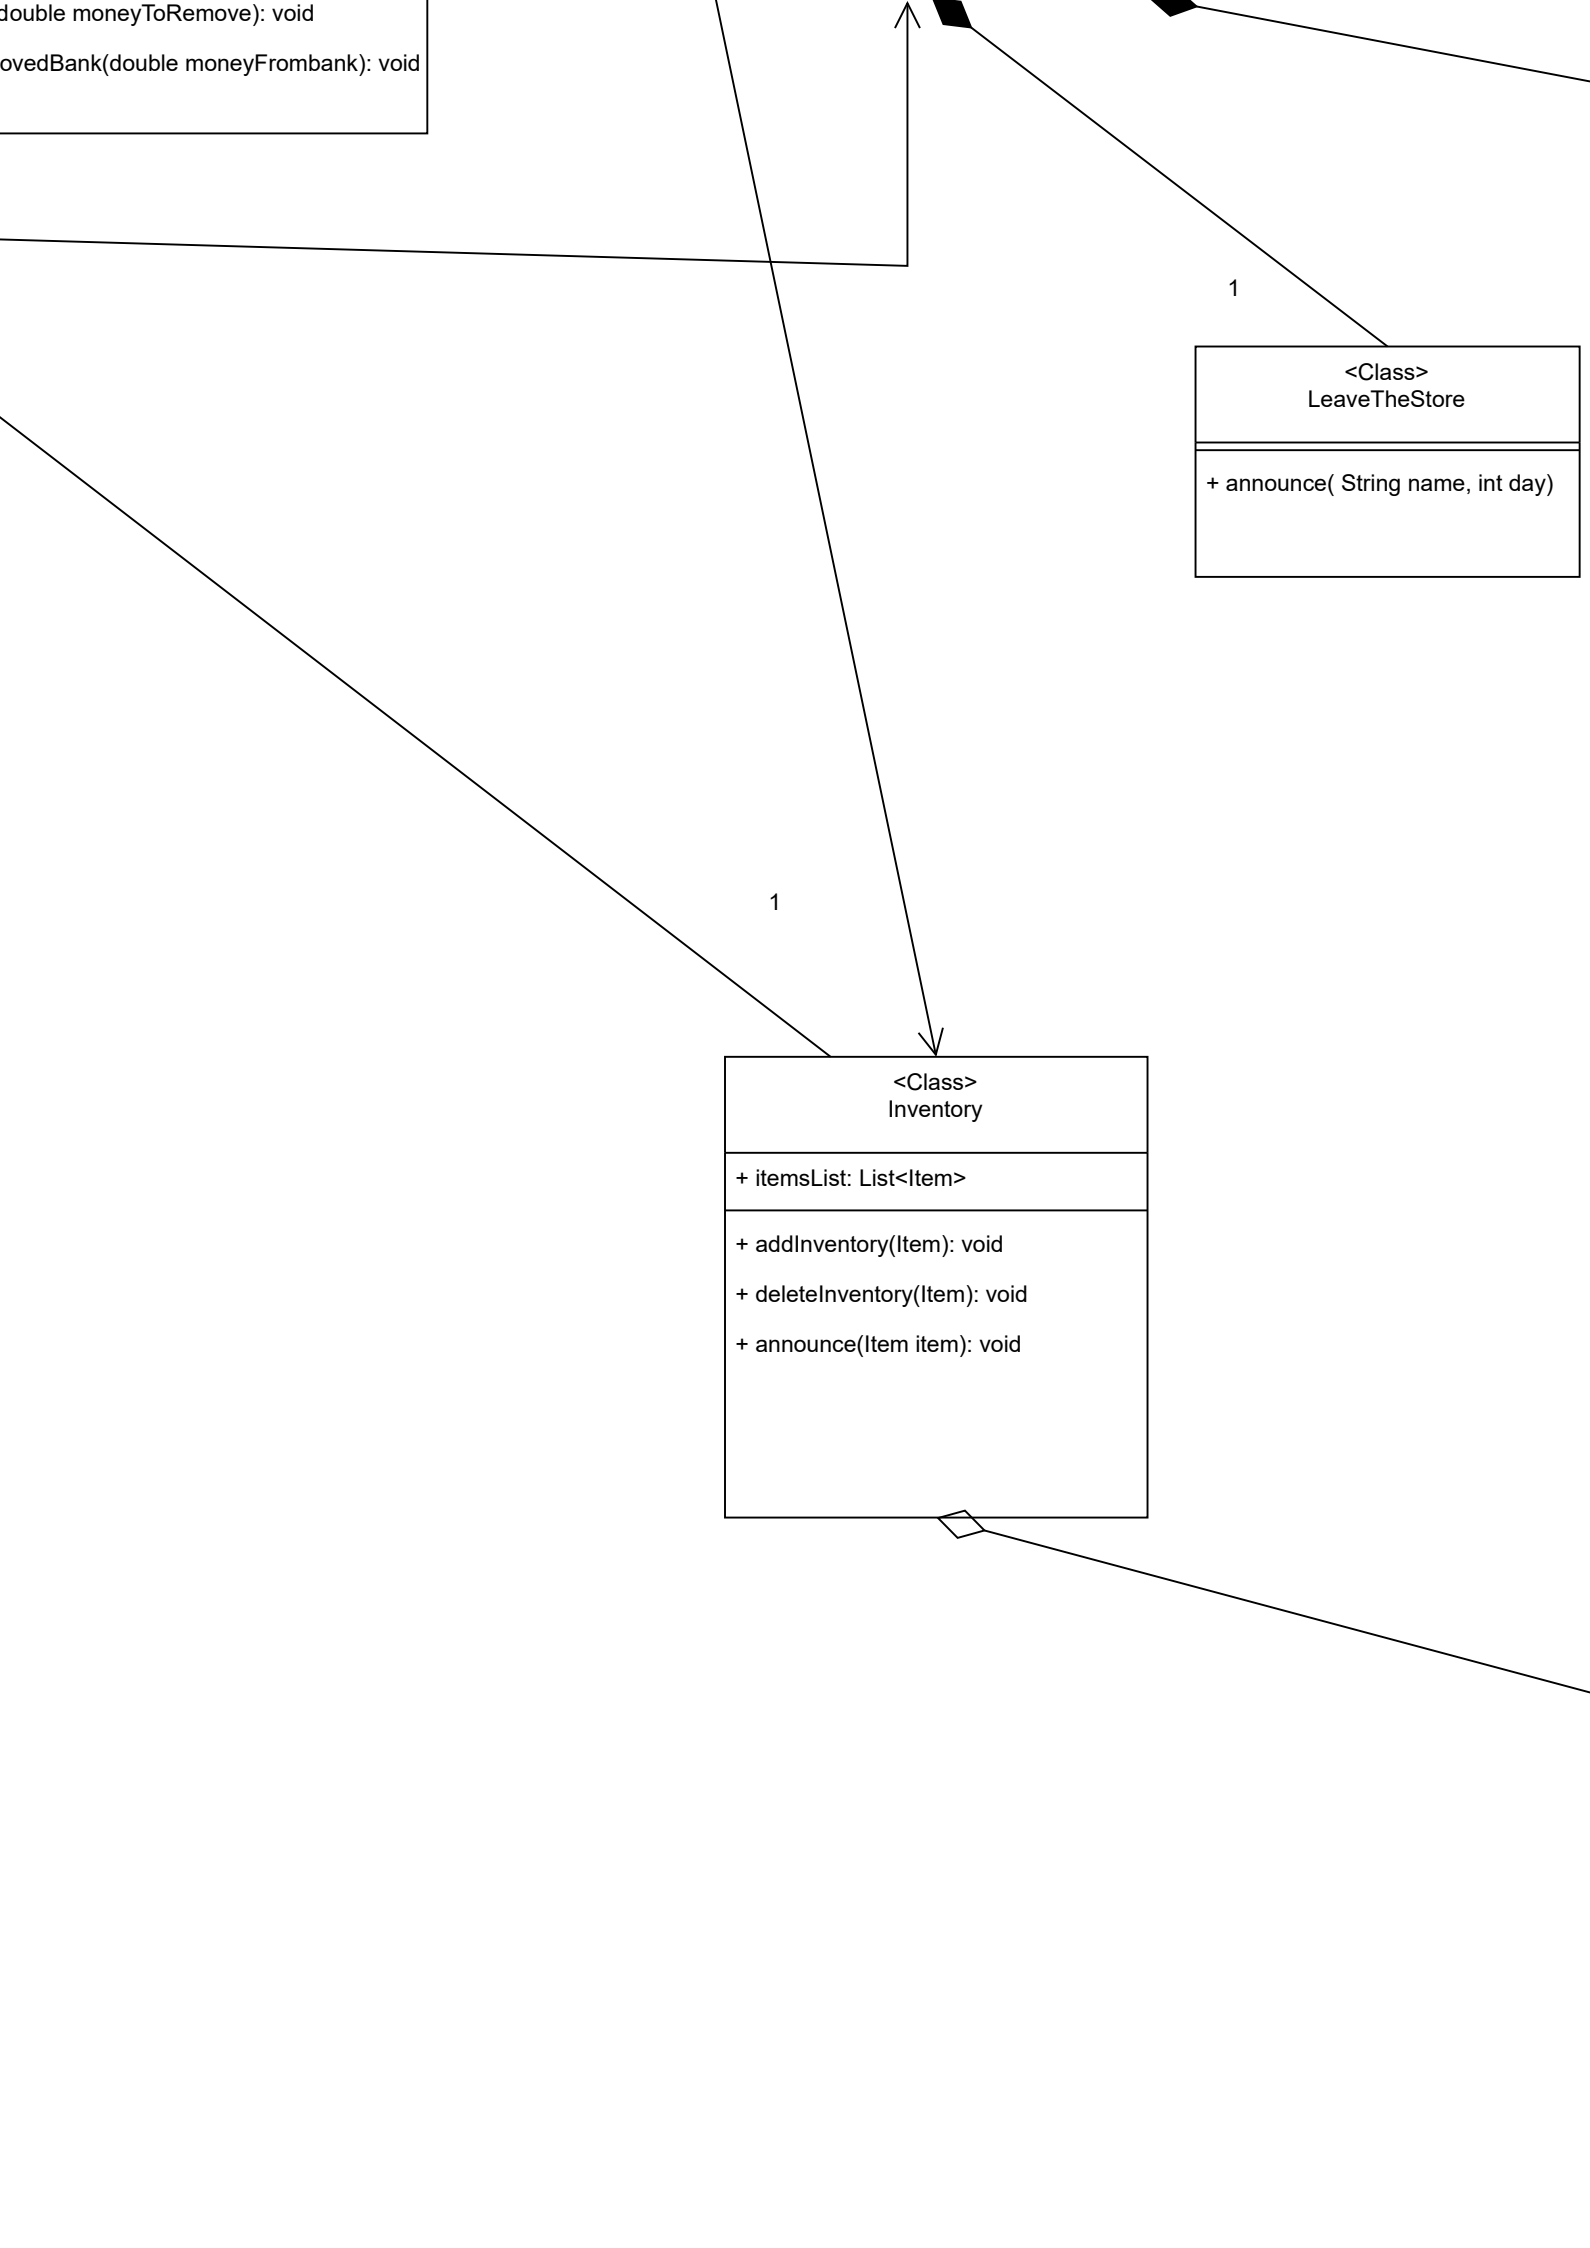 double moneyToRemove): void
ovedBank(double moneyFrombank): void
1
<Class>
LeaveTheStore
+ announce( String name, int day)
1
<Class>
Inventory
+ itemsList: List<Item>
+ addInventory(Item): void
+ deleteInventory(Item): void
+ announce(Item item): void